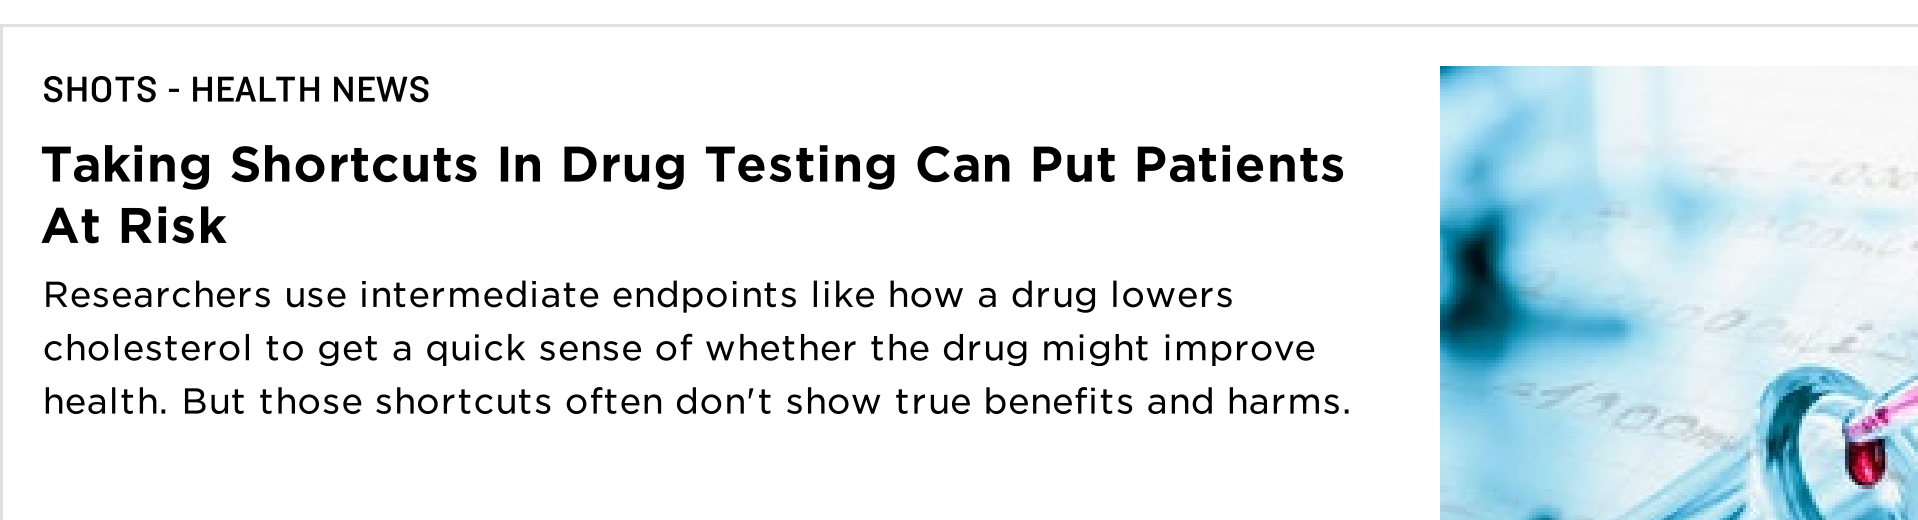 SHOTS - HEALTH NEWS
Taking Shortcuts In Drug Testing Can Put Patients
At Risk
Researchers use intermediate endpoints like how a drug lowers
cholesterol to get a quick sense of whether the drug might improve
health. But those shortcuts often don't show true benefits and harms.